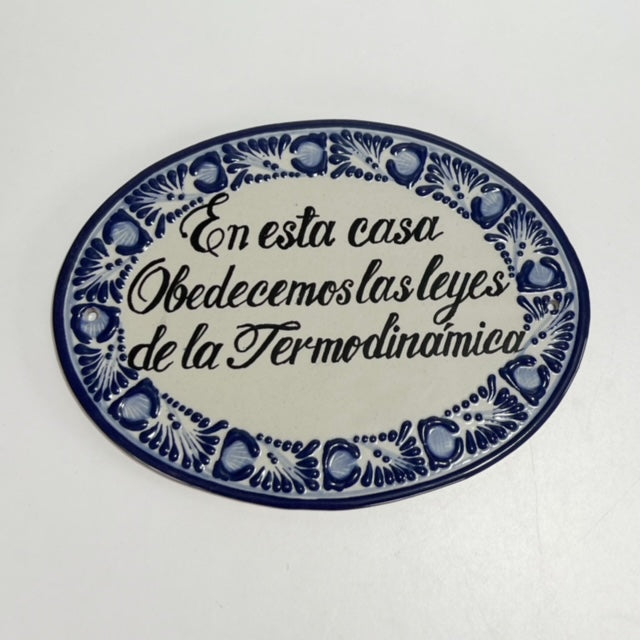 En esta casa
Obedecemos las leyes
de la Termodinámica